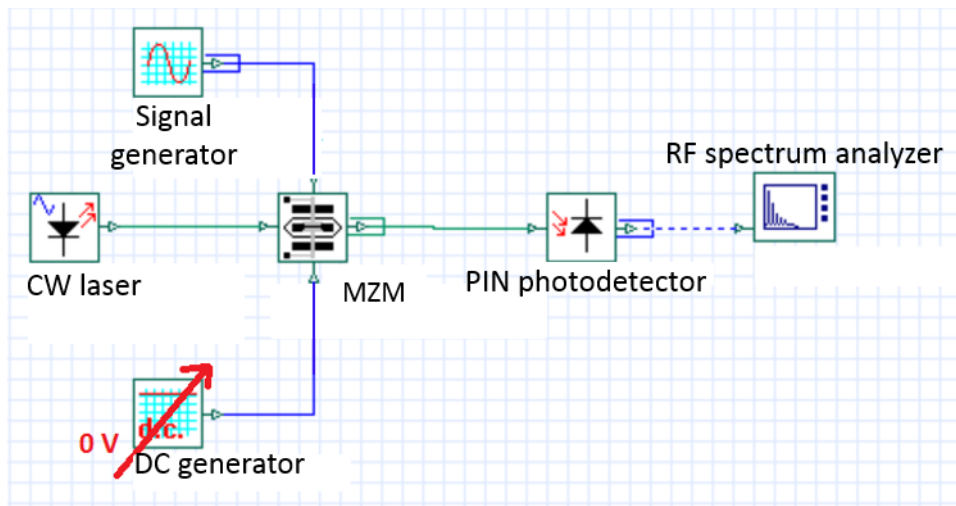 Signal
generator
RF spectrum analyzer
CW laser
MZM
PIN photodetector
0 V
d.c.
DC generator